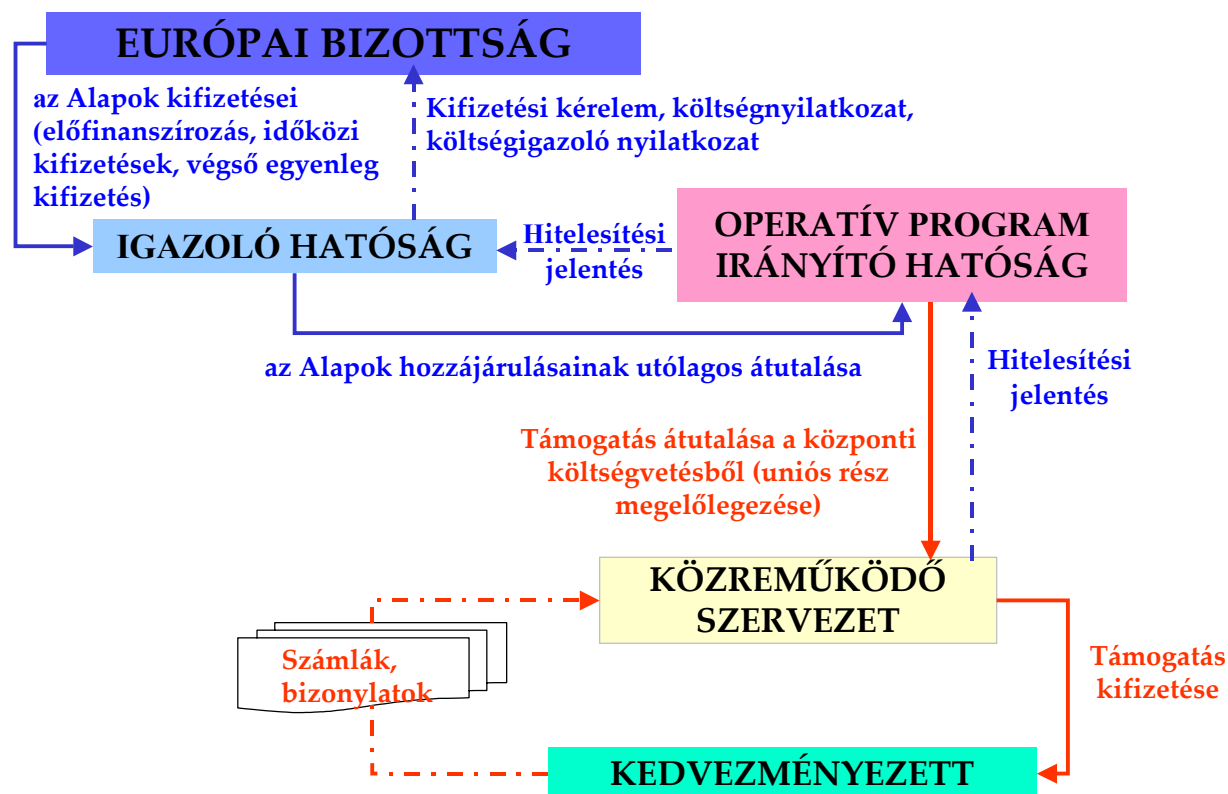 EURÓPAI BIZOTTSÁG
az Alapok kifizetései
(előfinanszírozás, időközi
kifizetések, végső egyenleg
kifizetés)
Kifizetési kérelem, költségnyilatkozat,
költségigazoló nyilatkozat
IGAZOLÓ HATÓSÁG
Hitelesítési
jelentés
OPERATÍV PROGRAM
IRÁNYÍTÓ HATÓSÁG
az Alapok hozzájárulásainak utólagos átutalása
Hitelesítési
jelentés
Támogatás átutalása a központi
költségvetésből (uniós rész
megelőlegezése)
KÖZREMŰKÖDŐ
SZERVEZET
Számlák,
bizonylatok
Támogatás
kifizetése
KEDVEZMÉNYEZETT